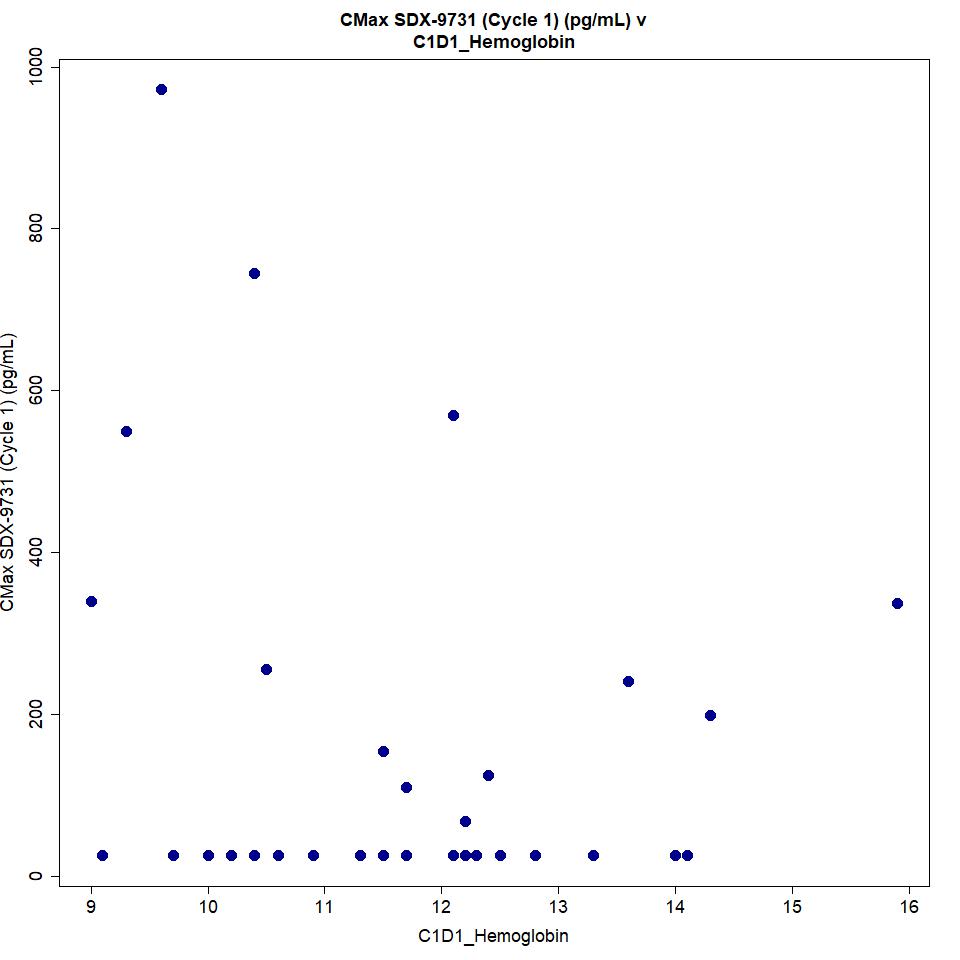 CMax SDX-9731 (Cycle 1) (pg/mL) v
C1D1_Hemoglobin
1000
800
600
400
200
0
CMax SDX-9731 (Cycle 1) (pg/mL)
9 10 11 12 13 14 15 16
C1D1_Hemoglobin